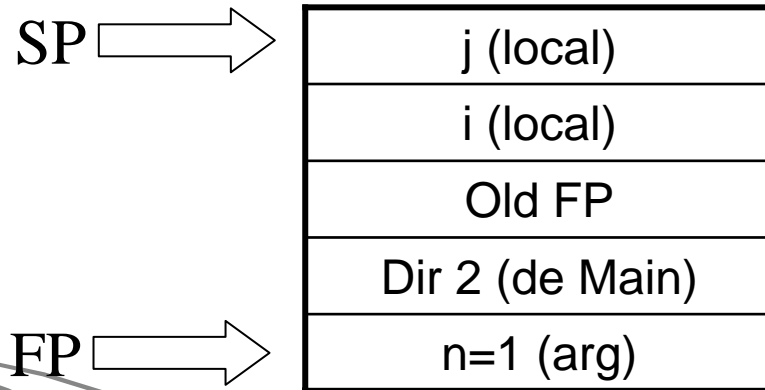 SP j (local)
i (local)
Old FP
Dir 2 (de Main)
FP n=1 (arg)